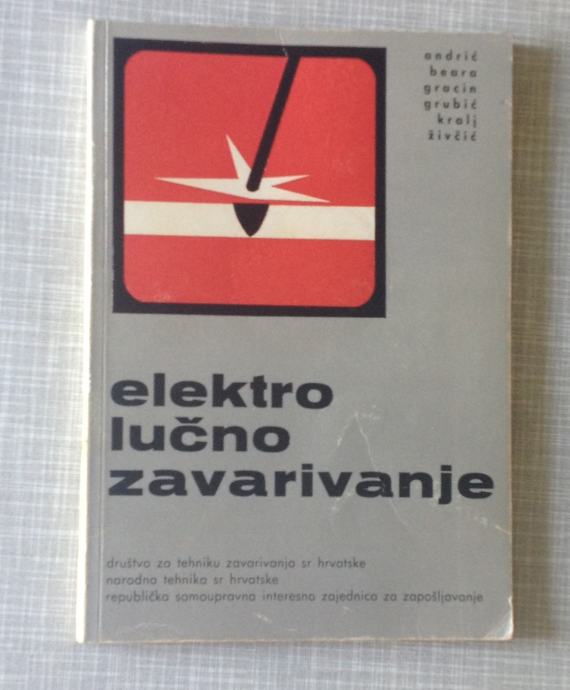 andrić
beara
gracin
grubić
kralj
živčić
elektro
lučno
zavarivanje
društvo za tehniku zavarivanja sr hrvatske
narodna tehnika sr hrvatske
republička samoupravna interesna zajednica za zapošljavanje